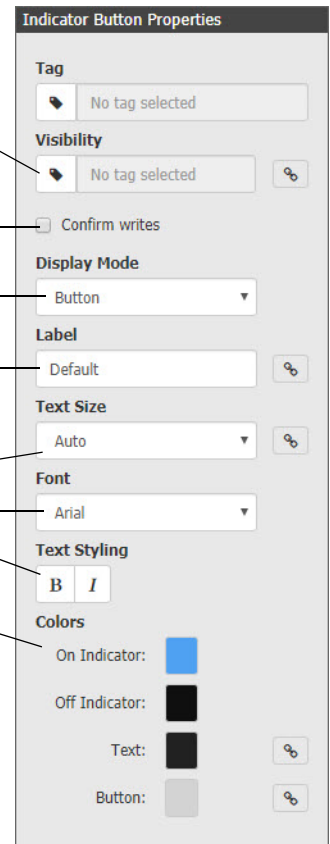 Indicator Button Properties
Tag
No tag selected
Visibility
No tag selected
Confirm writes
Display Mode
Button
Label
Default
Text Size
Auto
Font
Arial
Text Styling
B I
Colors
On Indicator:
Off Indicator:
Text:
Button: